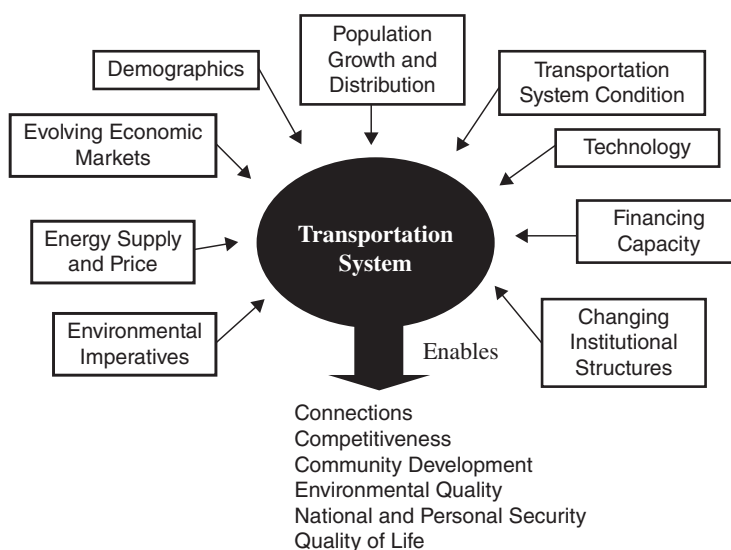 Population
Growth and
Distribution
Demographics
Transportation
System Condition
Evolving Economic
Markets
Technology
Energy Supply
and Price
Transportation
System
Financing
Capacity
Environmental
Imperatives
Changing
Institutional
Structures
Enables
Connections
Competitiveness
Community Development
Environmental Quality
National and Personal Security
Quality of Life